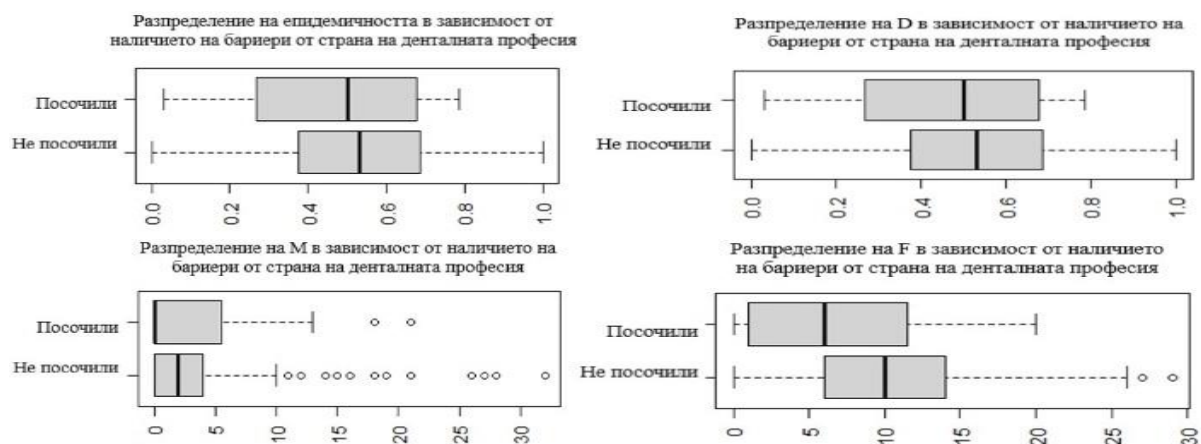 Разпределение на епидемичността в зависимост от
наличието на бариери от страна на денталната професия
Посочили
Не посочили
0.0 0.2 0.4 0.6 0.8 1.0
Разпределение на D в зависимост от наличието на
бариери от страна на денталната професия
Посочили
Не посочили
0.0 0.2 0.4 0.6 0.8 1.0
Разпределение на M в зависимост от наличието на
бариери от страна на денталната професия
Посочили
Не посочили
0 5 10 15 20 25 30
Разпределение на F в зависимост от наличието
на бариери от страна на денталната професия
Посочили
Не посочили
0 5 10 15 20 25 30